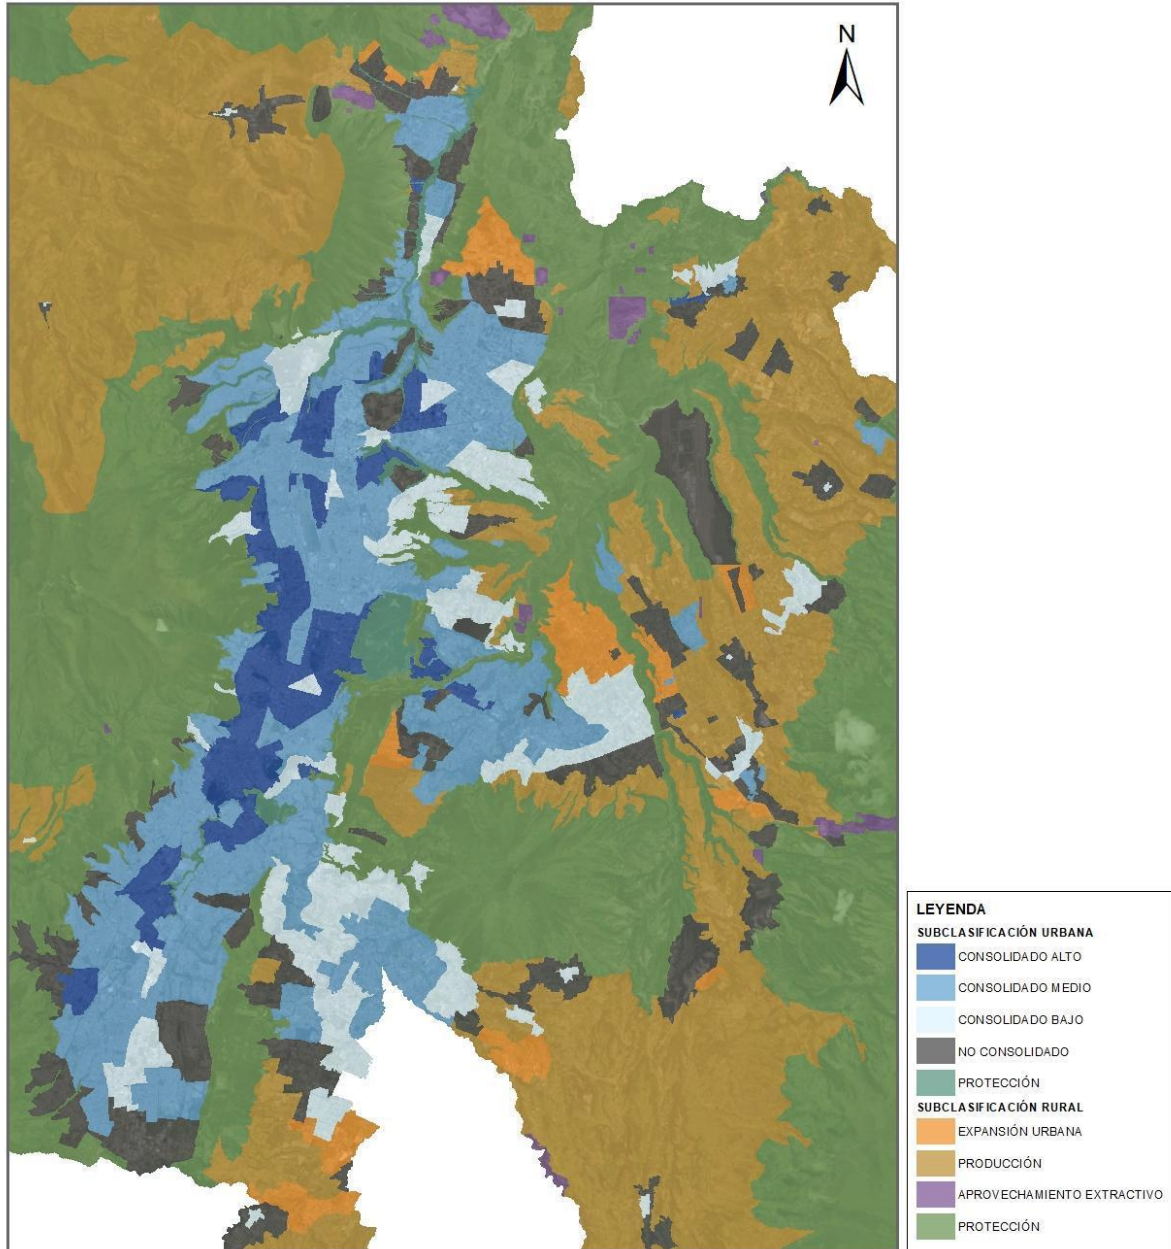 N
LEYENDA
SUBCLASIFICACIÓN URBANA
CONSOLIDADO ALTO
CONSOLIDADO MEDIO
CONSOLIDADO BAJO
NO CONSOLIDADO
PROTECCIÓN
SUBCLASIFICACIÓN RURAL
EXPANSIÓN URBANA
PRODUCCIÓN
APROVECHAMIENTO EXTRACTIVO
PROTECCIÓN